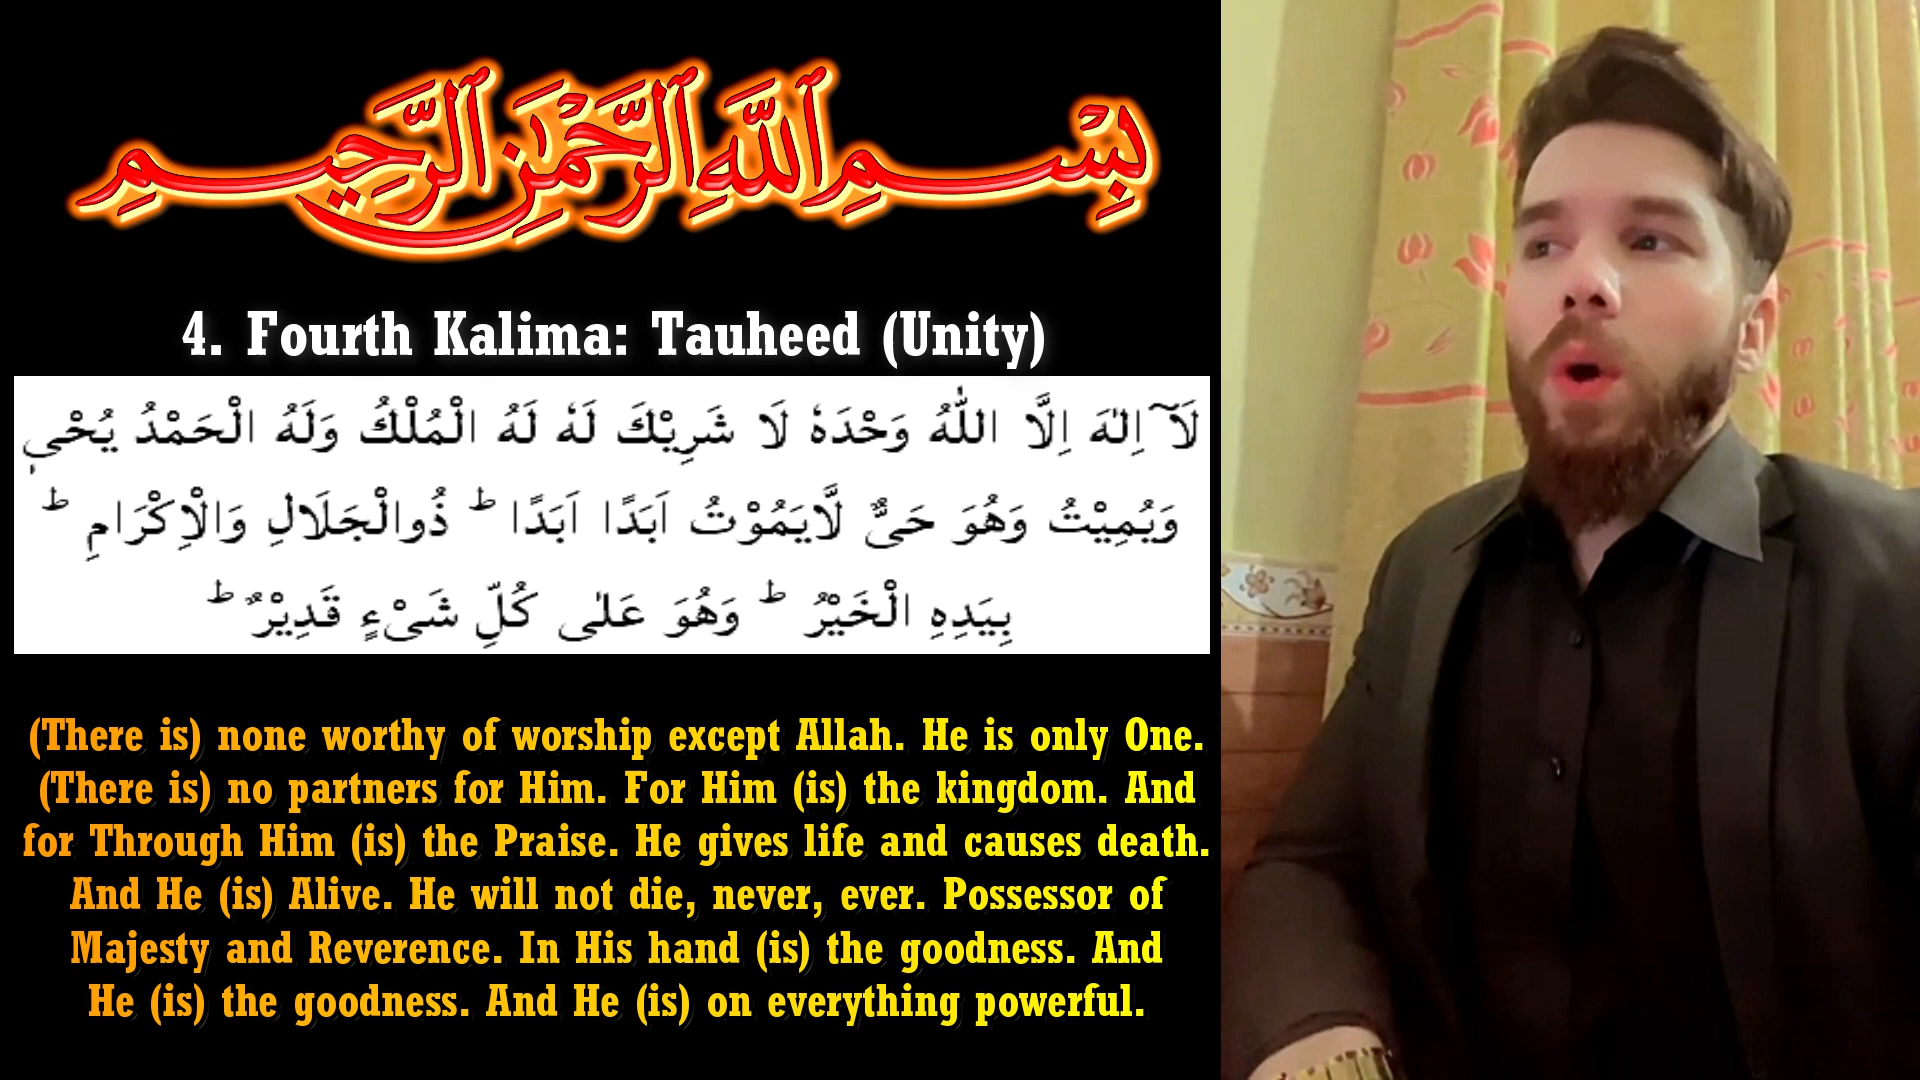 بِسْمِ ٱللَّهِ ٱلرَّحْمَٰنِ ٱلرَّحِيمِ
4. Fourth Kalima: Tauheed (Unity)
لَآ اِلٰهَ اِلَّا اللّٰهُ وَحْدَهٗ لَا شَرِيْكَ لَهٗ لَهُ الْمُلْكُ وَلَهُ الْحَمْدُ يُحْىٖ
وَيُمِيْتُ وَهُوَ حَىٌّ لَّايَمُوْتُ اَبَدًا اَبَدًا ؕ ذُوالْجَلَالِ وَالْاِكْرَامِ ؕ
بِيَدِهِ الْخَيْرُ ؕ وَهُوَ عَلٰى كُلِّ شَىْءٍ قَدِيْرٌ ؕ
(There is) none worthy of worship except Allah. He is only One.
(There is) no partners for Him. For Him (is) the kingdom. And
for Through Him (is) the Praise. He gives life and causes death.
And He (is) Alive. He will not die, never, ever. Possessor of
Majesty and Reverence. In His hand (is) the goodness. And
He (is) the goodness. And He (is) on everything powerful.